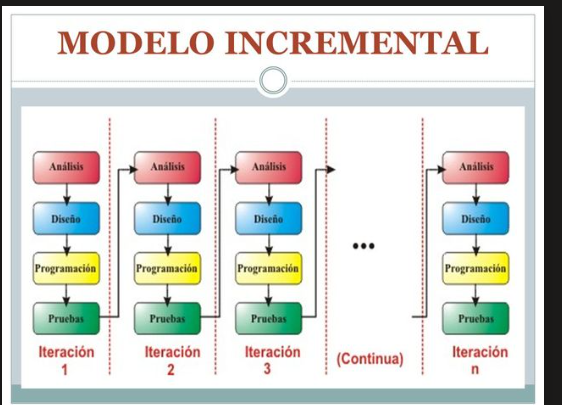 MODELO INCREMENTAL
Análisis
Diseño
Programación
Pruebas
Iteración
1
Análisis
Diseño
Programación
Pruebas
Iteración
2
Análisis
Diseño
Programación
Pruebas
Iteración
3
...
(Continua)
Análisis
Diseño
Programación
Pruebas
Iteración
n